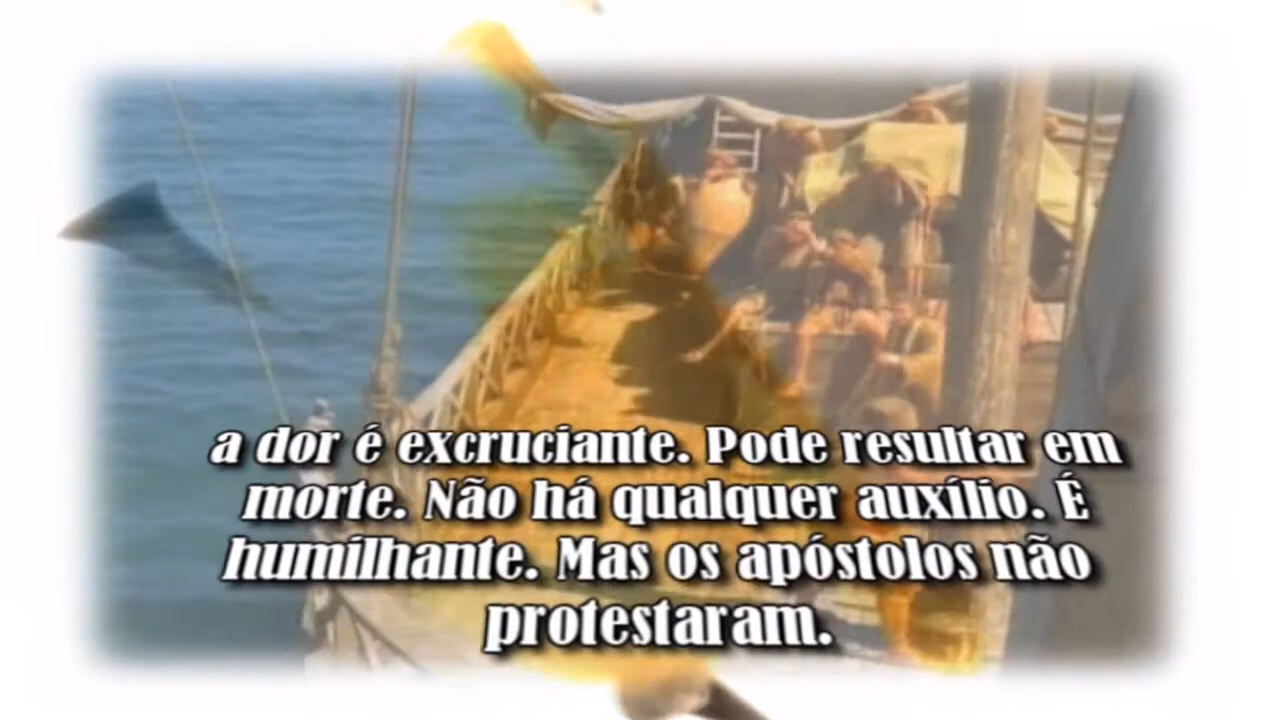 a dor é excruciante. Pode resultar em
morte. Não há qualquer auxílio. É
humilhante. Mas os apóstolos não
protestaram.